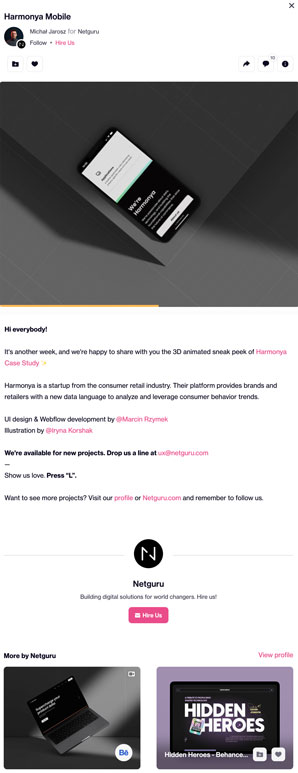 Harmonya Mobile
Michał Jarosz for Netguru
Follow • Hire Us
10
We're
Harmonya
Hi everybody!
It's another week, and we're happy to share with you the 3D animated sneak peek of Harmonya
Case Study ✨
Harmonya is a startup from the consumer retail industry. Their platform provides brands and
retailers with a new data language to analyze and leverage consumer behavior trends.
UI design & Webflow development by @Marcin Rzymek
Illustration by @Iryna Korshak
We're available for new projects. Drop us a line at ux@netguru.com
—
Show us love. Press "L".
Want to see more projects? Visit our profile or Netguru.com and remember to follow us.
N
Netguru
Building digital solutions for world changers. Hire us!
Hire Us
More by Netguru
View profile
Bē
HIDDEN
HEROES
Hidden Heroes - Behance...